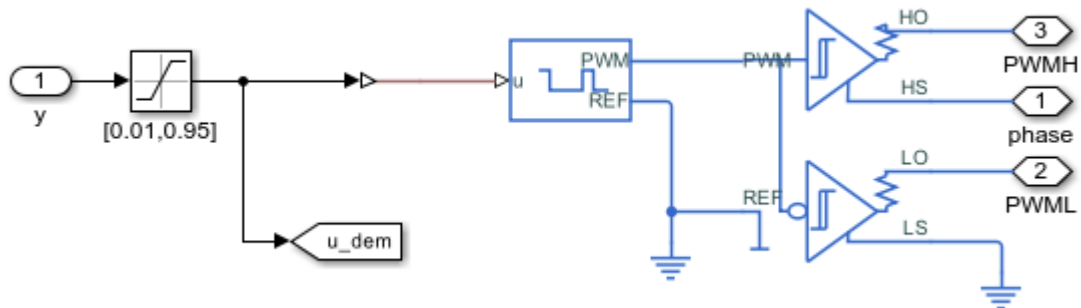 1
y
[0.01,0.95]
u_dem
u
PWM
REF
PWM
REF
HO
HS
LO
LS
3
PWMH
1
phase
2
PWML